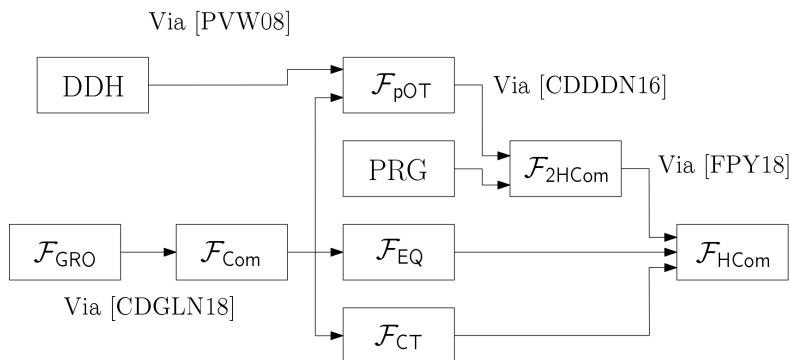 Via [PVW08]
DDH
F_pOT
Via [CDDDN16]
PRG
F_2HCom
Via [FPY18]
F_GRO
F_Com
F_EQ
F_HCom
Via [CDGLN18]
F_CT